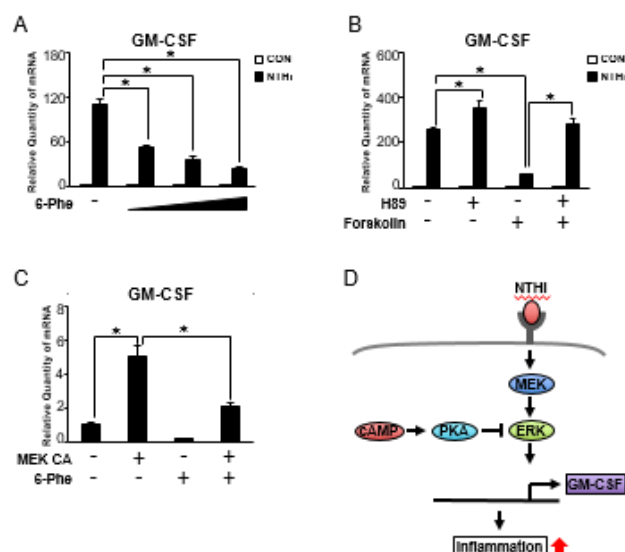 A
GM-CSF
CON
NTHi
Relative Quantity of mRNA
180
120
60
0
*
*
*
6-Phe
-
B
GM-CSF
CON
NTHi
Relative Quantity of mRNA
600
400
200
0
*
*
*
H89 - + - +
Forskolin - - + +
C
GM-CSF
Relative Quantity of mRNA
8
6
4
2
0
*
*
MEK CA - + - +
6-Phe - - + +
D
NTHI
MEK
cAMP
PKA
ERK
GM-CSF
Inflammation